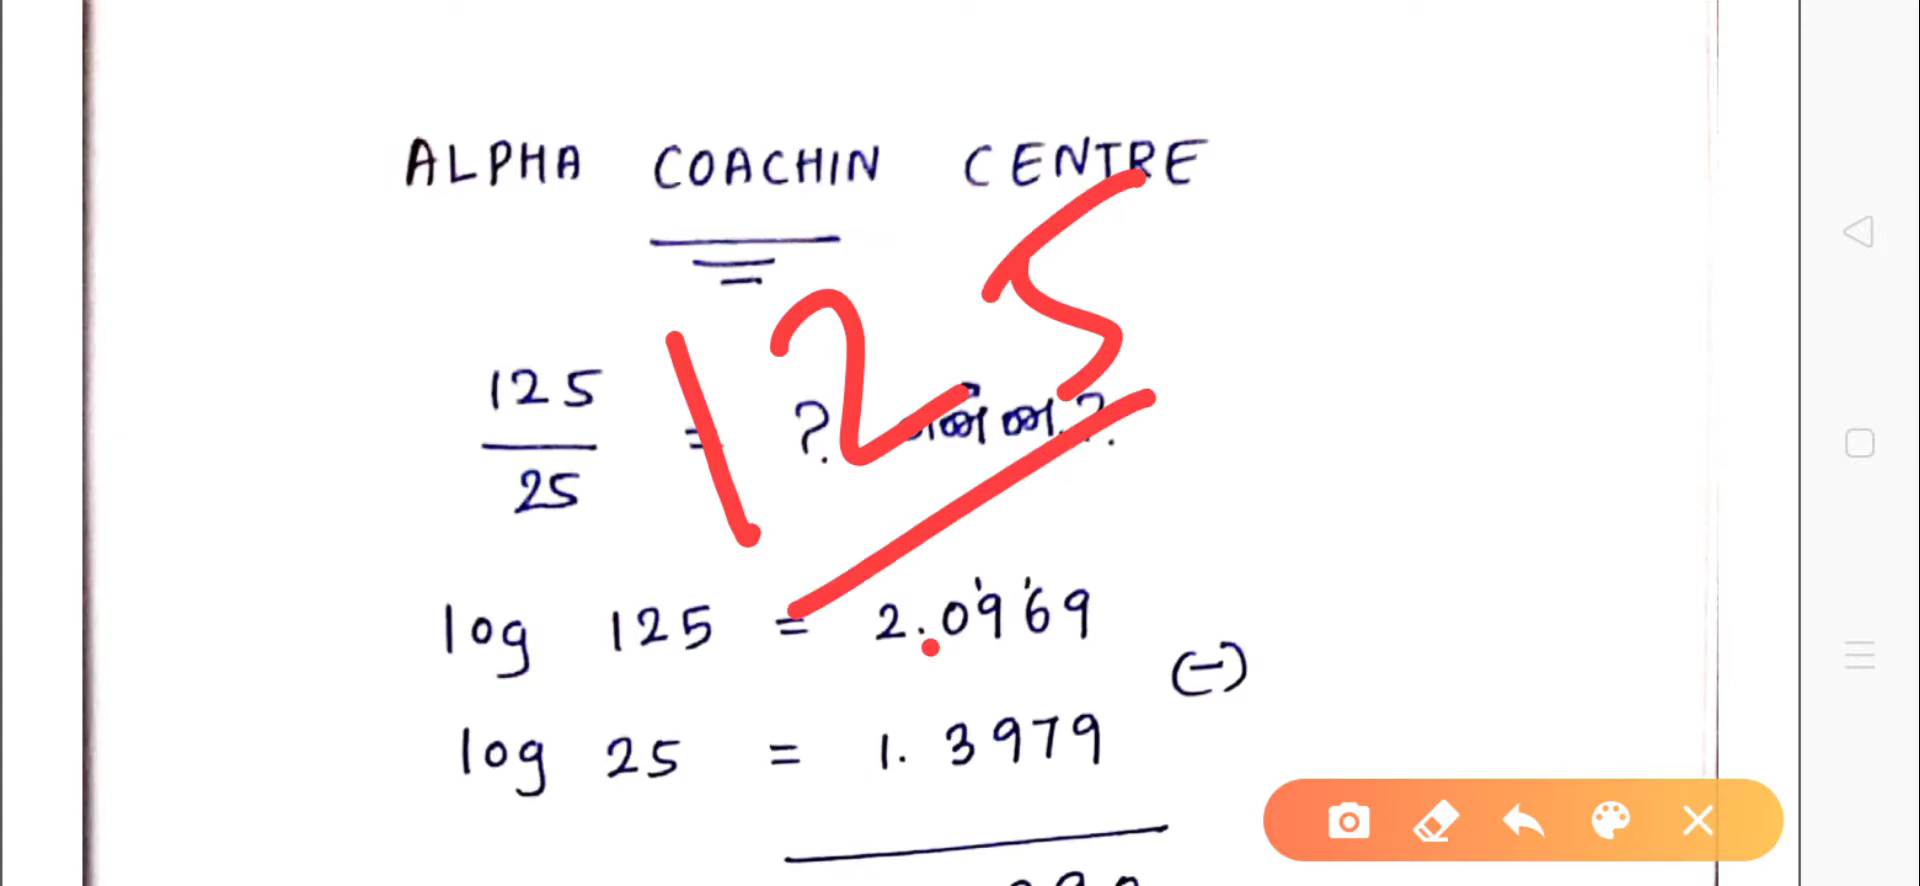 ALPHA COACHIN CENTRE
125
125
25
= ? ?
log 125 = 2.0969
(-)
log 25 = 1.3979